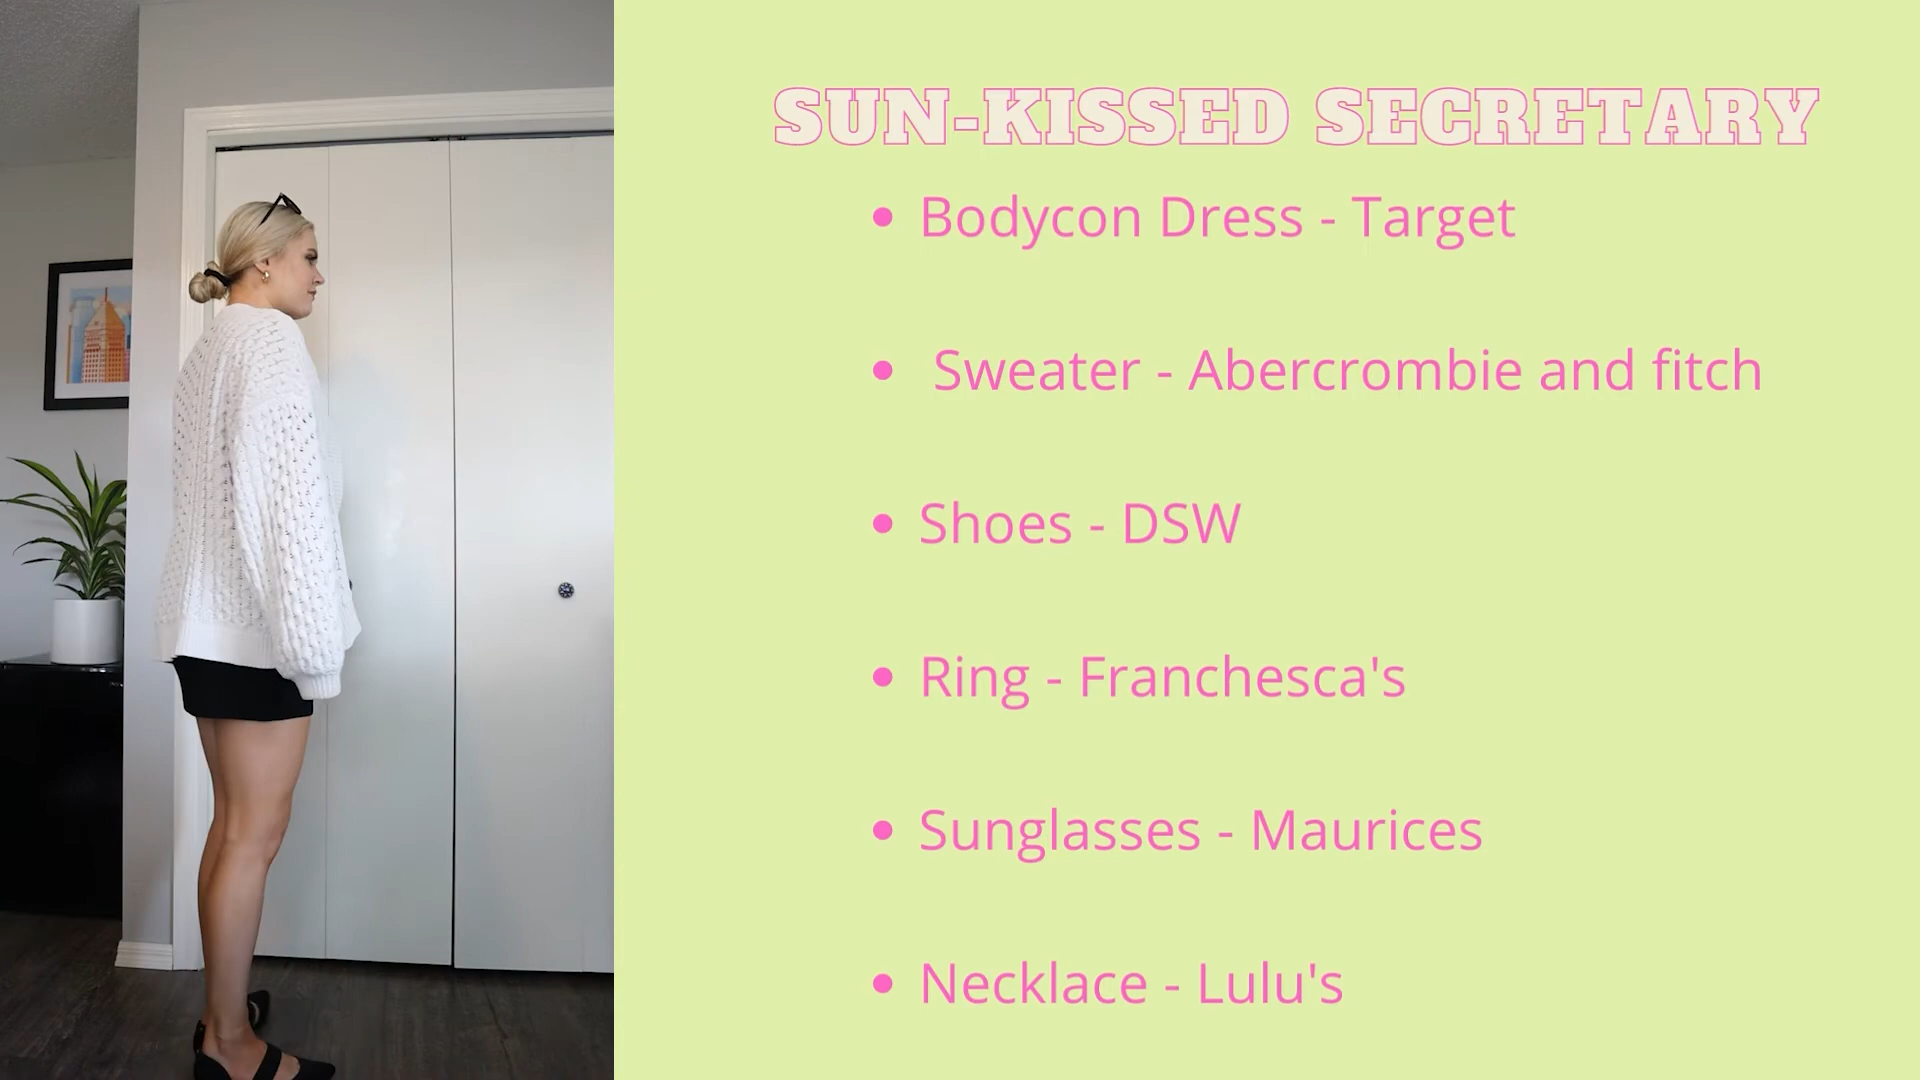 SUN-KISSED SECRETARY
Bodycon Dress - Target
Sweater - Abercrombie and fitch
Shoes - DSW
Ring - Franchesca's
Sunglasses - Maurices
Necklace - Lulu's